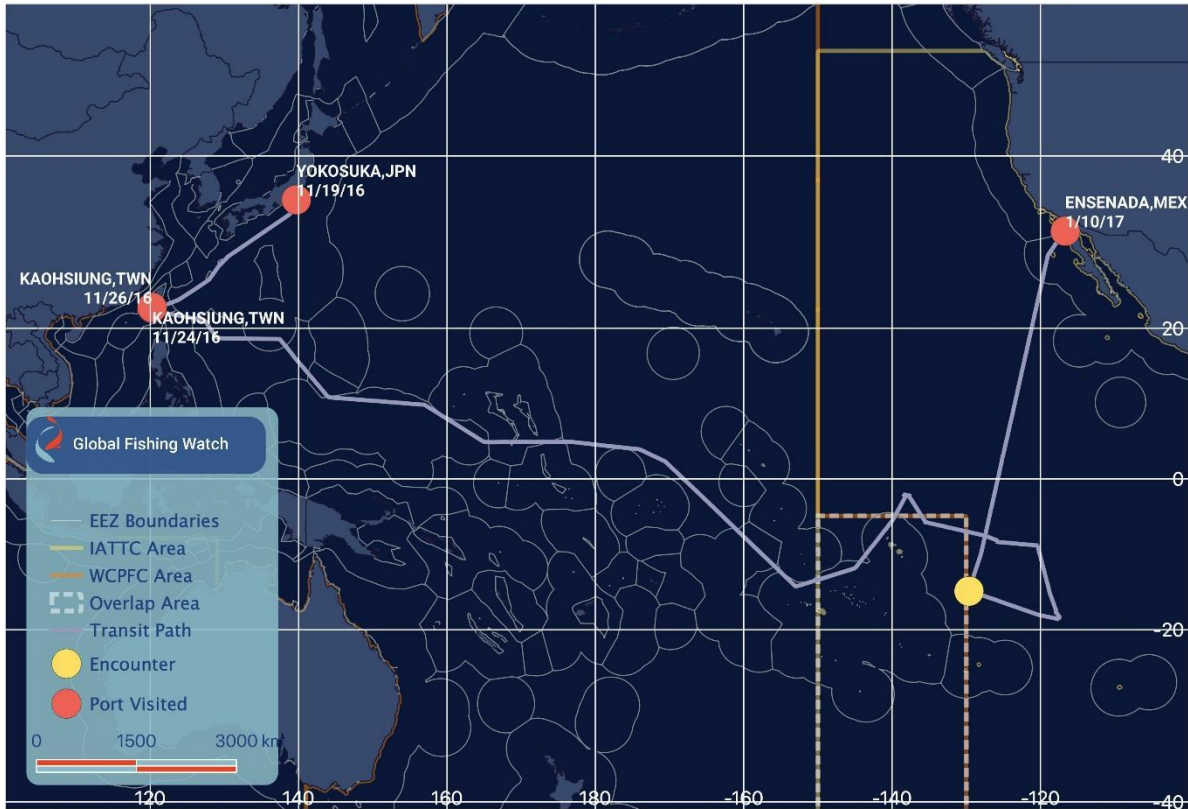 YOKOSUKA,JPN
11/19/16
ENSENADA,MEX
1/10/17
KAOHSIUNG,TWN
11/26/16
KAOHSIUNG,TWN
11/24/16
40
20
0
-20
-40
Global Fishing Watch
EEZ Boundaries
IATTC Area
WCPFC Area
Overlap Area
Transit Path
Encounter
Port Visited
0 1500 3000 km
120 140 160 180 -160 -140 -120